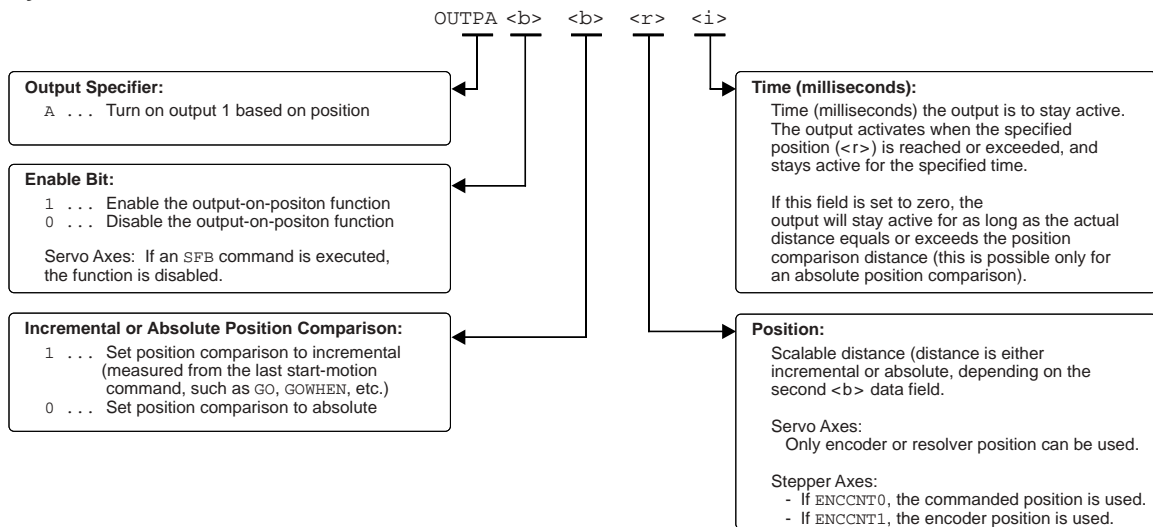 OUTPA <b> <b> <r> <i>
Output Specifier:
A ... Turn on output 1 based on position
Enable Bit:
1 ... Enable the output-on-positon function
0 ... Disable the output-on-positon function
Servo Axes: If an SFB command is executed,
the function is disabled.
Incremental or Absolute Position Comparison:
1 ... Set position comparison to incremental
(measured from the last start-motion
command, such as GO, GOWHEN, etc.)
0 ... Set position comparison to absolute
Time (milliseconds):
Time (milliseconds) the output is to stay active.
The output activates when the specified
position (<r>) is reached or exceeded, and
stays active for the specified time.
If this field is set to zero, the
output will stay active for as long as the actual
distance equals or exceeds the position
comparison distance (this is possible only for
an absolute position comparison).
Position:
Scalable distance (distance is either
incremental or absolute, depending on the
second <b> data field.
Servo Axes:
Only encoder or resolver position can be used.
Stepper Axes:
- If ENCCNT0, the commanded position is used.
- If ENCCNT1, the encoder position is used.